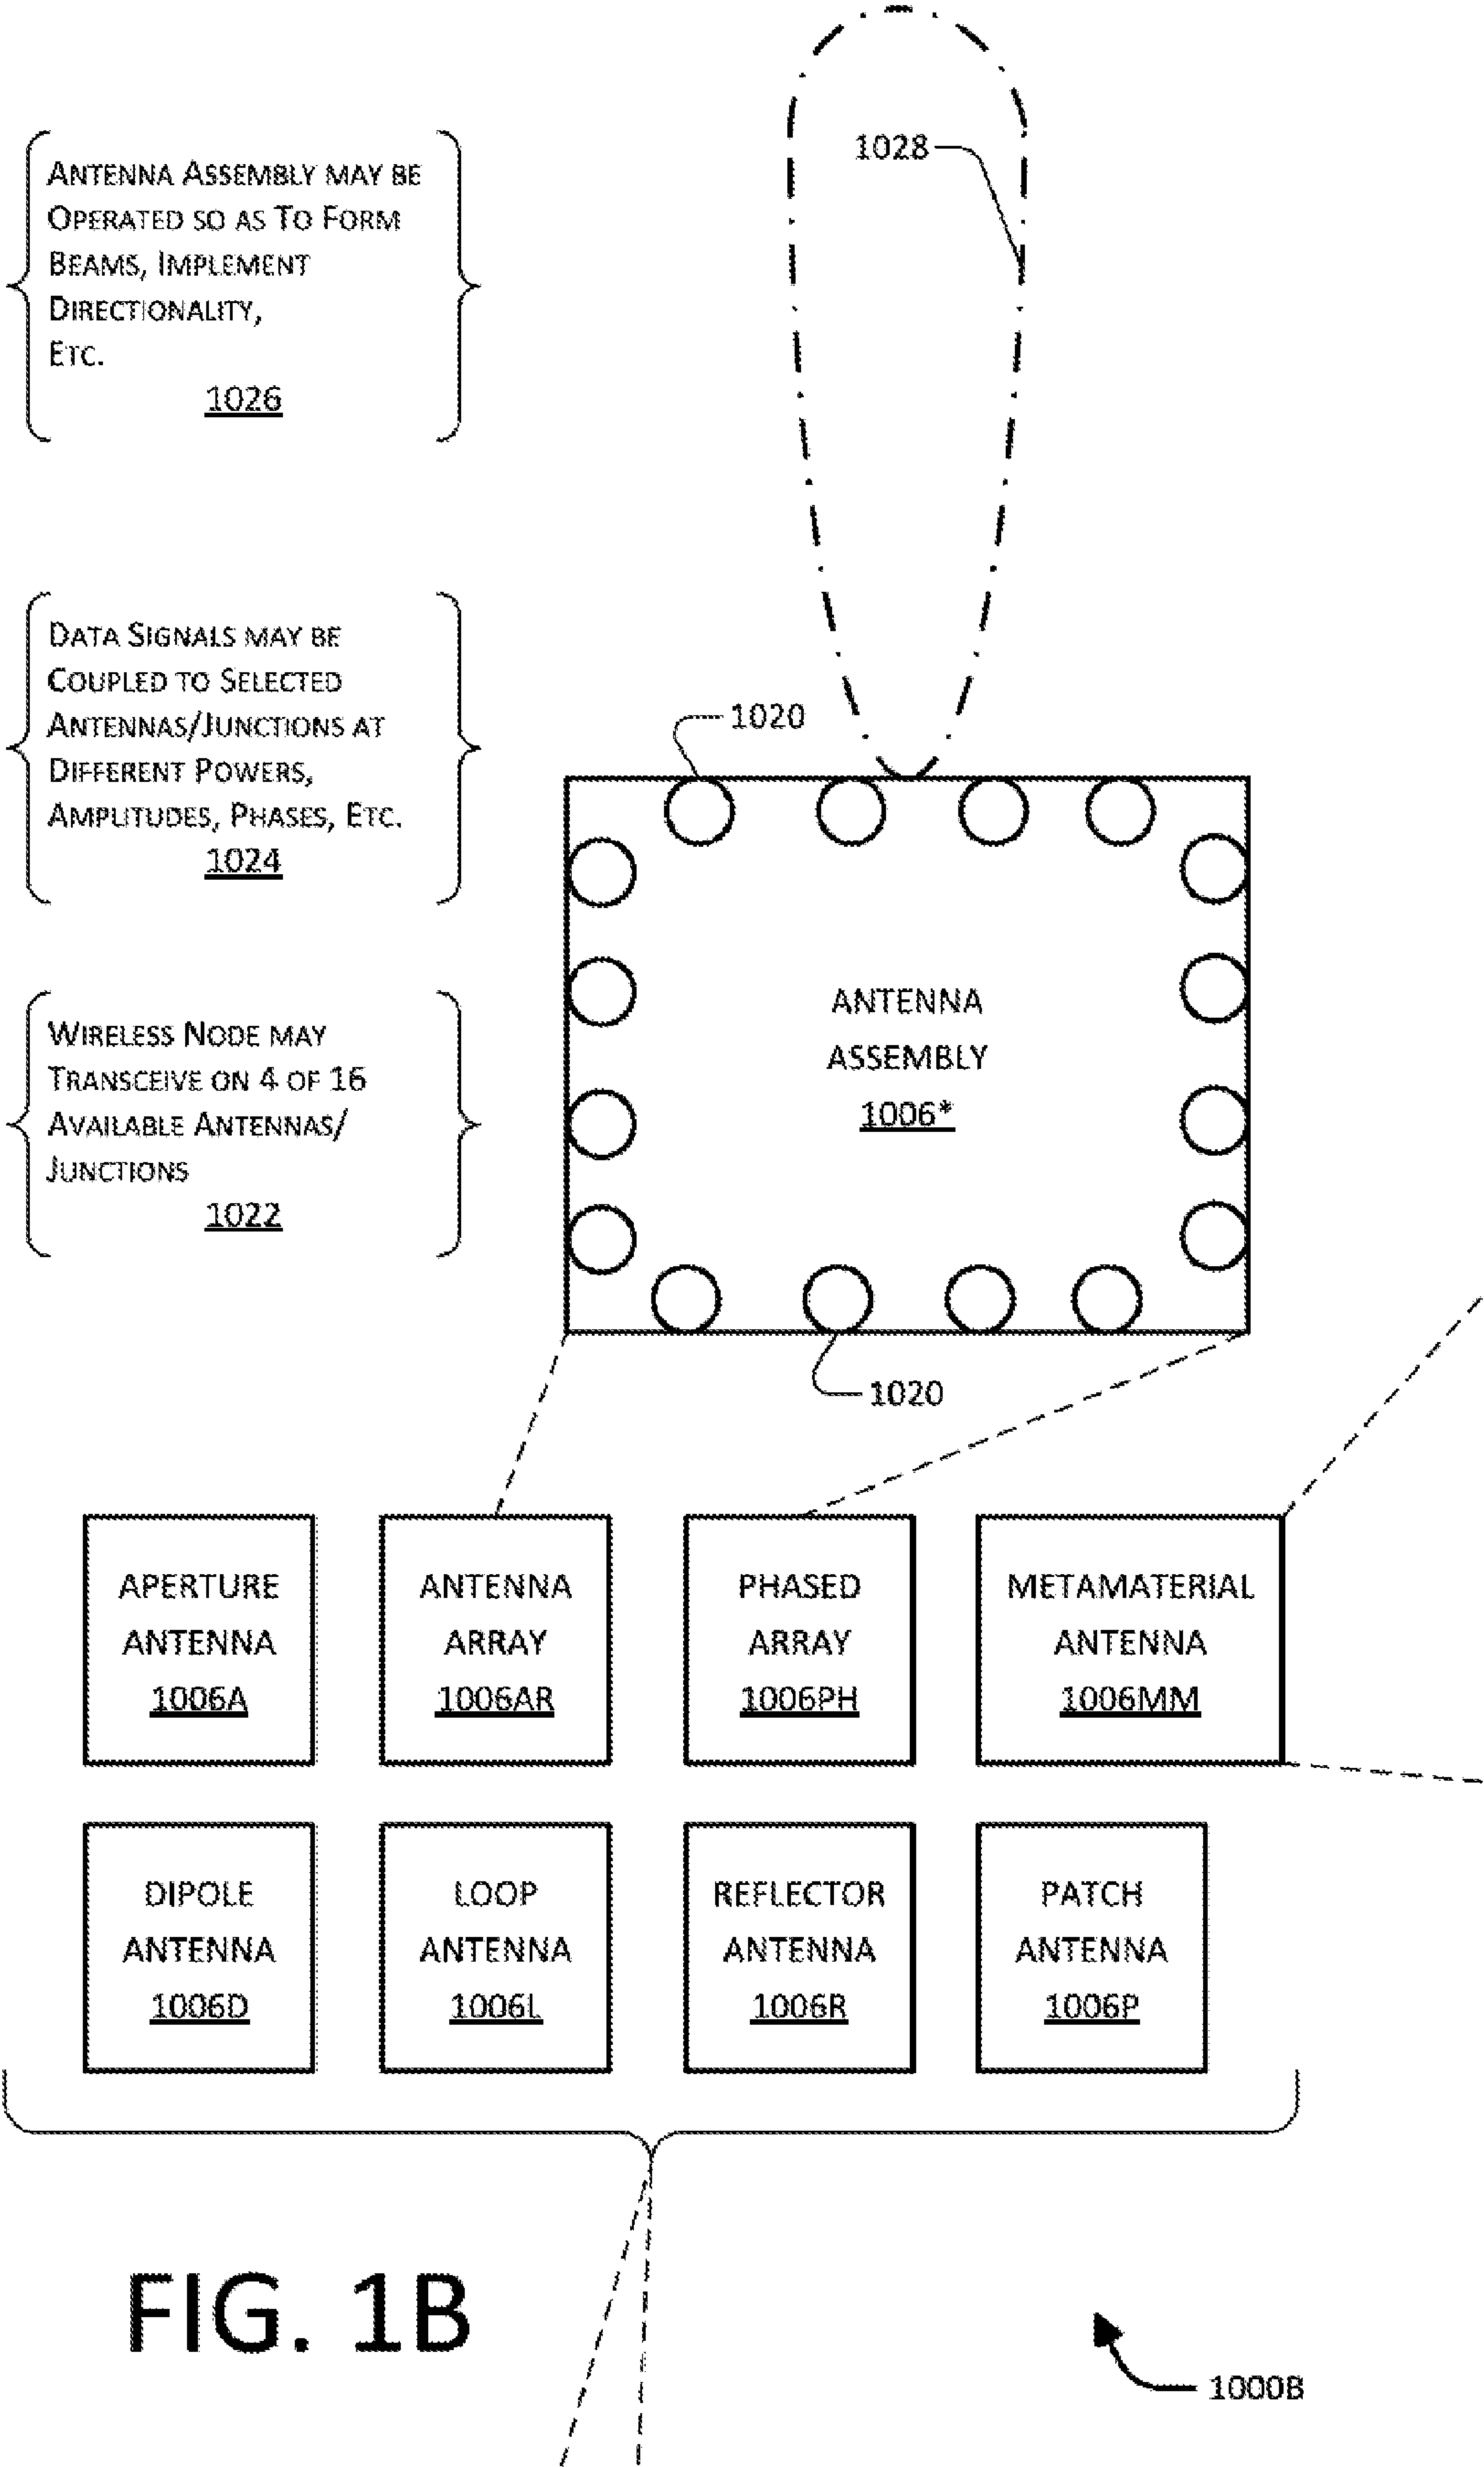 1028
ANTENNA ASSEMBLY MAY BE
OPERATED SO AS TO FORM
BEAMS, IMPLEMENT
DIRECTIONALITY,
ETC.
1026
DATA SIGNALS MAY BE
COUPLED TO SELECTED
ANTENNAS/JUNCTIONS AT
DIFFERENT POWERS,
AMPLITUDES, PHASES, ETC.
1024
1020
WIRELESS NODE MAY
TRANSCEIVE ON 4 OF 16
AVAILABLE ANTENNAS/
JUNCTIONS
1022
ANTENNA
ASSEMBLY
1006*
1020
APERTURE
ANTENNA
1006A
ANTENNA
ARRAY
1006AR
PHASED
ARRAY
1006PH
METAMATERIAL
ANTENNA
1006MM
DIPOLE
ANTENNA
1006D
LOOP
ANTENNA
1006L
REFLECTOR
ANTENNA
1006R
PATCH
ANTENNA
1006P
FIG. 1B
1000B